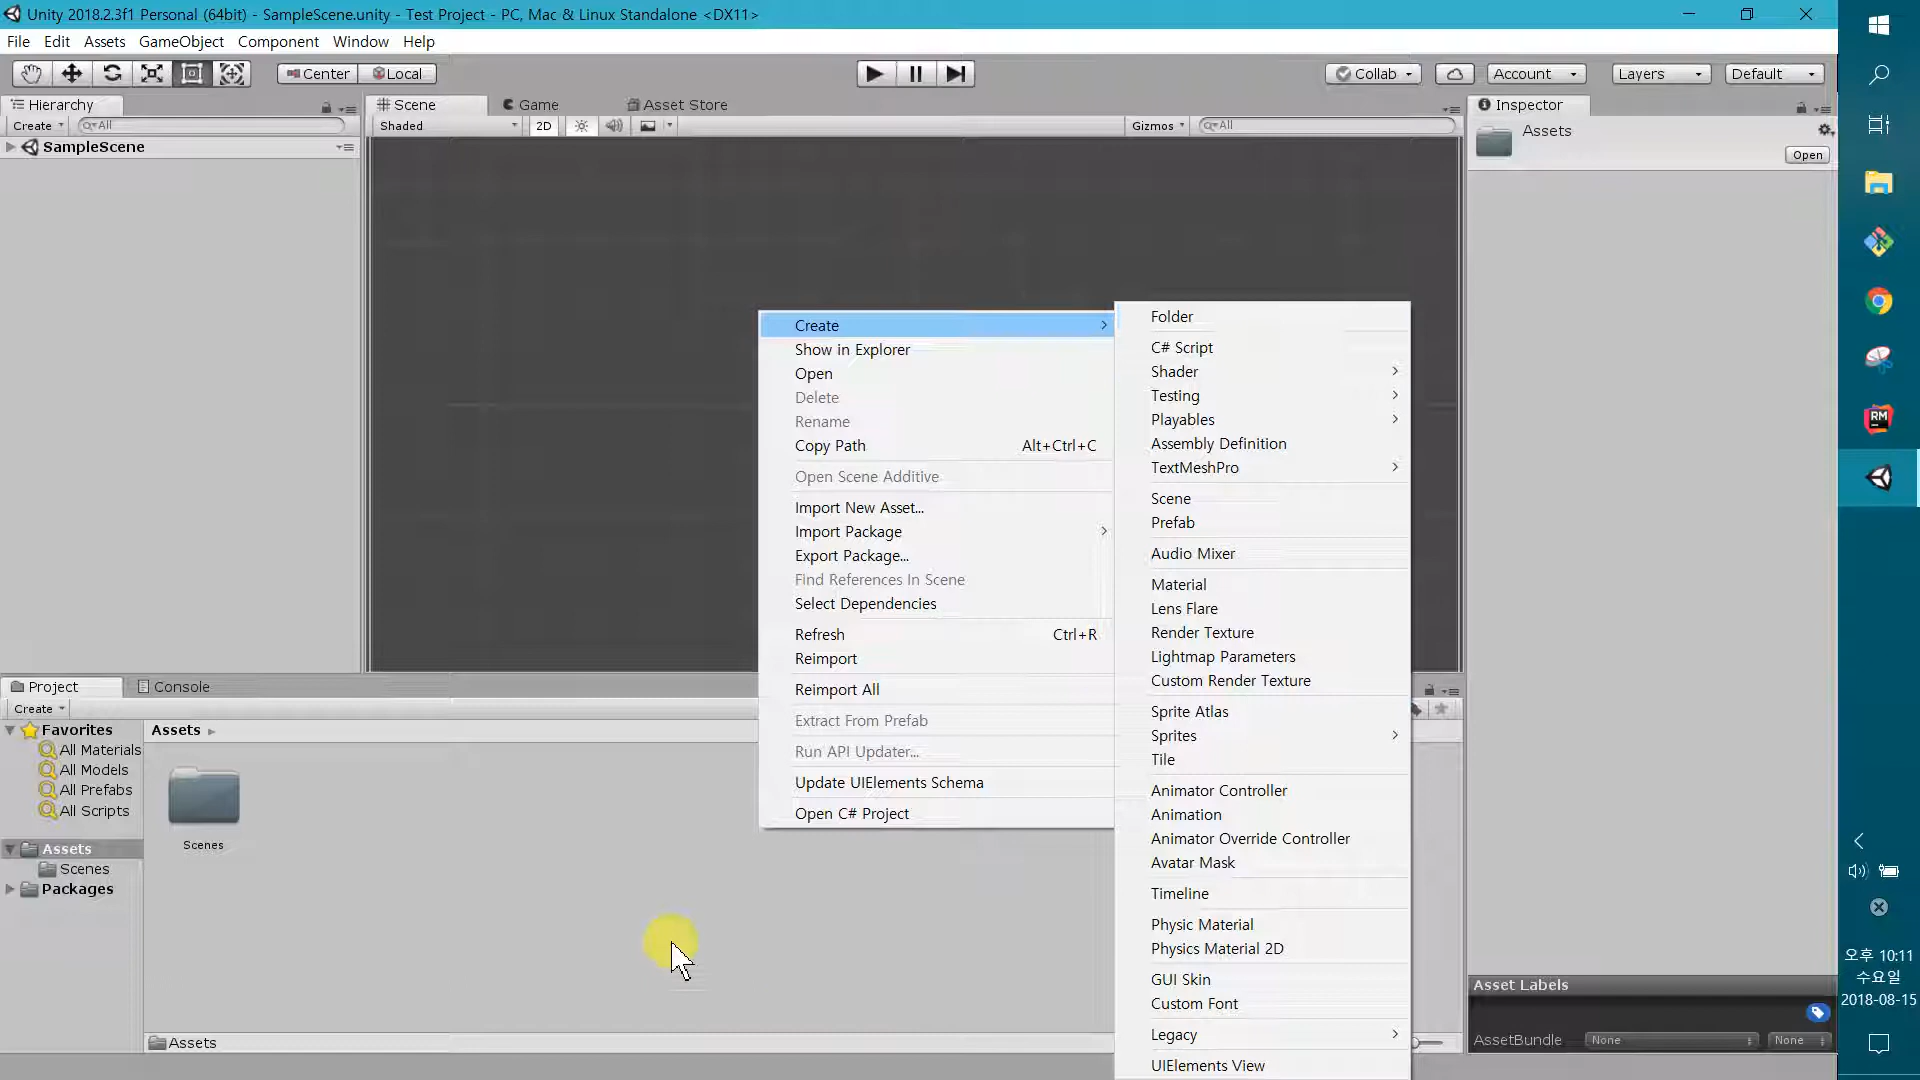 Unity 2018.2.3f1 Personal (64bit) - SampleScene.unity - Test Project - PC, Mac & Linux Standalone <DX11>
File Edit Assets GameObject Component Window Help
Center Local Collab Account Layers Default
Hierarchy Scene Game Asset Store Inspector
Create All Shaded 2D Gizmos All Assets
Open
SampleScene
Create
Show in Explorer
Open
Delete
Rename
Copy Path Alt+Ctrl+C
Open Scene Additive
Import New Asset...
Import Package
Export Package...
Find References In Scene
Select Dependencies
Refresh Ctrl+R
Reimport
Reimport All
Extract From Prefab
Run API Updater...
Update UIElements Schema
Open C# Project
Folder
C# Script
Shader
Testing
Playables
Assembly Definition
TextMeshPro
Scene
Prefab
Audio Mixer
Material
Lens Flare
Render Texture
Lightmap Parameters
Custom Render Texture
Sprite Atlas
Sprites
Tile
Animator Controller
Animation
Animator Override Controller
Avatar Mask
Timeline
Physic Material
Physics Material 2D
GUI Skin
Custom Font
Legacy
UIElements View
Project Console
Create
Favorites
All Materials
All Models
All Prefabs
All Scripts
Assets
Scenes
Packages
Assets
Scenes
Assets
Asset Labels
AssetBundle None None
RM
오후 10:11
수요일
2018-08-15